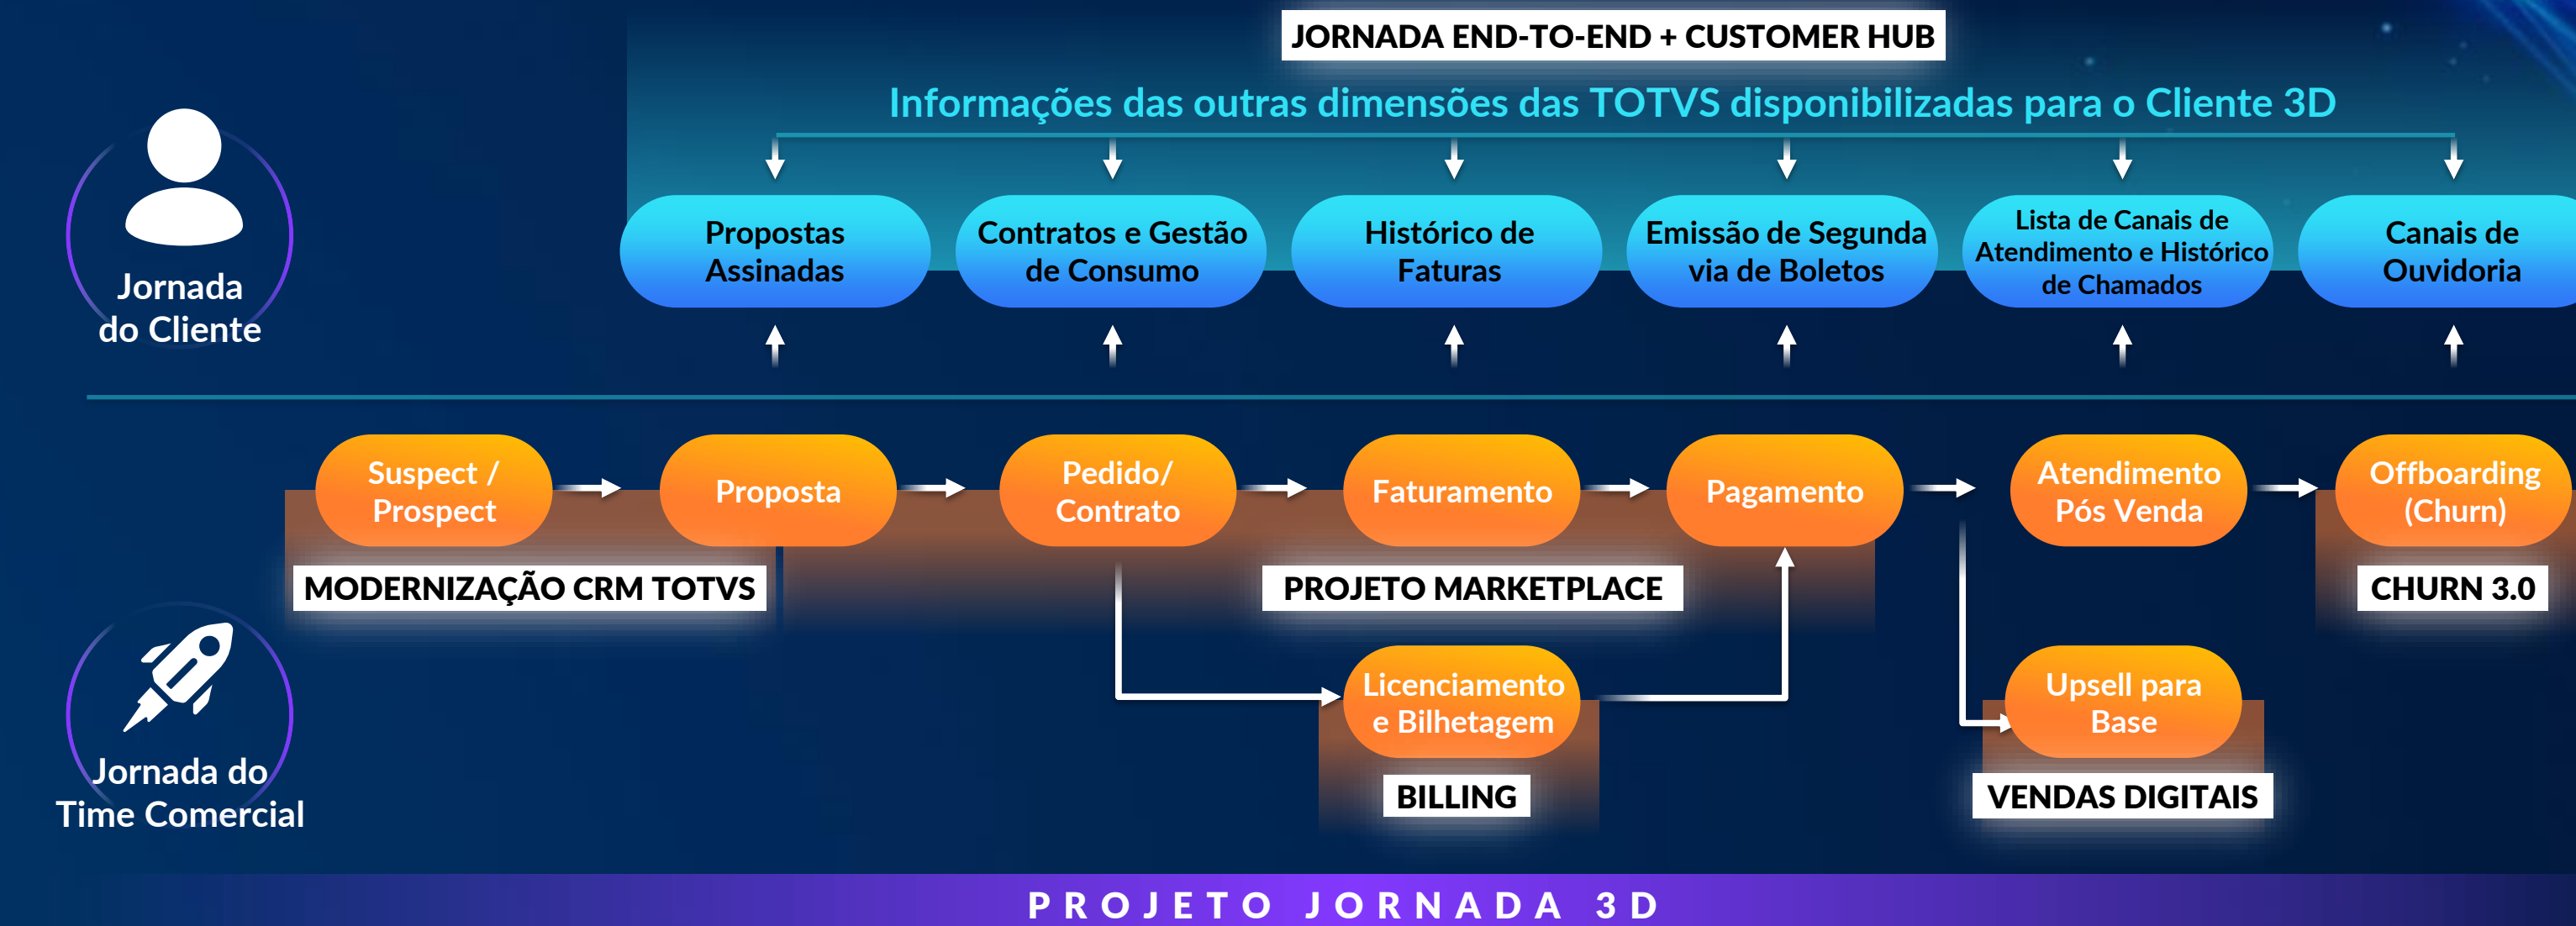 JORNADA END-TO-END + CUSTOMER HUB
Informações das outras dimensões das TOTVS disponibilizadas para o Cliente 3D
Jornada
do Cliente
Propostas
Assinadas
Contratos e Gestão
de Consumo
Histórico de
Faturas
Emissão de Segunda
via de Boletos
Lista de Canais de
Atendimento e Histórico
de Chamados
Canais de
Ouvidoria
Suspect /
Prospect
Proposta
Pedido/
Contrato
Faturamento
Pagamento
Atendimento
Pós Venda
Offboarding
(Churn)
MODERNIZAÇÃO CRM TOTVS
PROJETO MARKETPLACE
CHURN 3.0
Licenciamento
e Bilhetagem
Upsell para
Base
BILLING
VENDAS DIGITAIS
Jornada do
Time Comercial
PROJETO JORNADA 3D